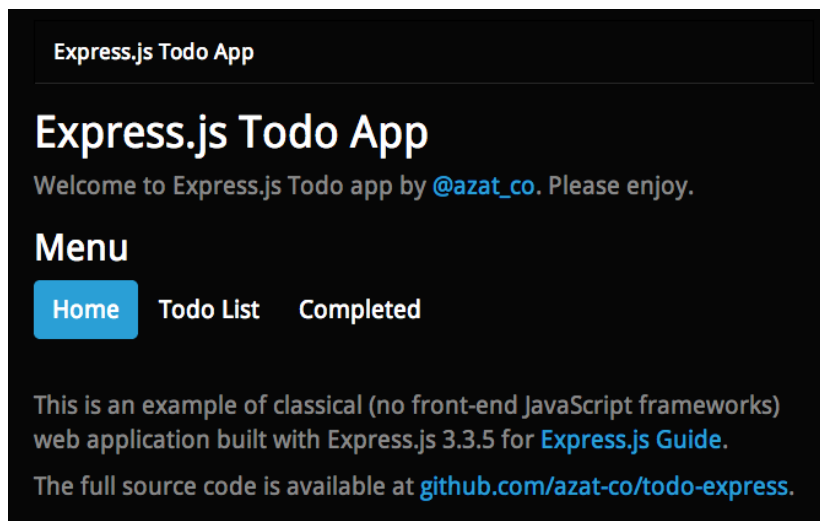 Express.js Todo App
Express.js Todo App
Welcome to Express.js Todo app by @azat_co. Please enjoy.
Menu
Home Todo List Completed
This is an example of classical (no front-end JavaScript frameworks)
web application built with Express.js 3.3.5 for Express.js Guide.
The full source code is available at github.com/azat-co/todo-express.